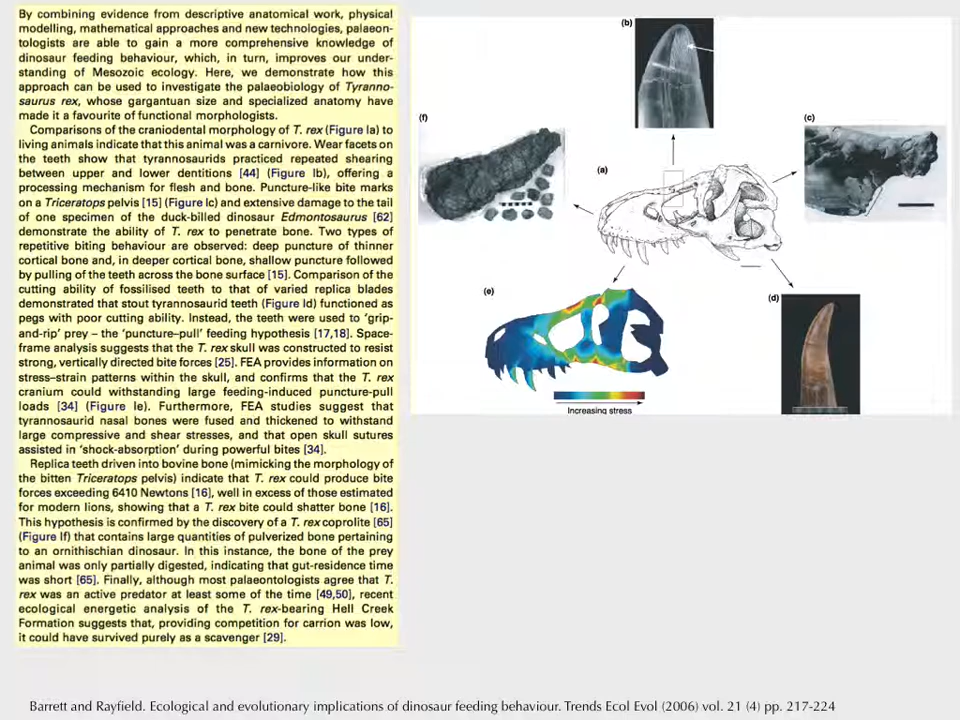 By combining evidence from descriptive anatomical work, physical
modelling, mathematical approaches and new technologies, palaeon-
tologists are able to gain a more comprehensive knowledge of
dinosaur feeding behaviour, which, in turn, improves our under-
standing of Mesozoic ecology. Here, we demonstrate how this
approach can be used to investigate the palaeobiology of Tyranno-
saurus rex, whose gargantuan size and specialized anatomy have
made it a favourite of functional morphologists.
Comparisons of the craniodental morphology of T. rex (Figure Ia) to
living animals indicate that this animal was a carnivore. Wear facets on
the teeth show that tyrannosaurids practiced repeated shearing
between upper and lower dentitions [44] (Figure Ib), offering a
processing mechanism for flesh and bone. Puncture-like bite marks
on a Triceratops pelvis [15] (Figure Ic) and extensive damage to the tail
of one specimen of the duck-billed dinosaur Edmontosaurus [62]
demonstrate the ability of T. rex to penetrate bone. Two types of
repetitive biting behaviour are observed: deep puncture of thinner
cortical bone and, in deeper cortical bone, shallow puncture followed
by pulling of the teeth across the bone surface [15]. Comparison of the
cutting ability of fossilised teeth to that of varied replica blades
demonstrated that stout tyrannosaurid teeth (Figure Id) functioned as
pegs with poor cutting ability. Instead, the teeth were used to 'grip-
and-rip' prey – the 'puncture–pull' feeding hypothesis [17,18]. Space-
frame analysis suggests that the T. rex skull was constructed to resist
strong, vertically directed bite forces [25]. FEA provides information on
stress–strain patterns within the skull, and confirms that the T. rex
cranium could withstanding large feeding-induced puncture-pull
loads [34] (Figure Ie). Furthermore, FEA studies suggest that
tyrannosaurid nasal bones were fused and thickened to withstand
large compressive and shear stresses, and that open skull sutures
assisted in 'shock-absorption' during powerful bites [34].
Replica teeth driven into bovine bone (mimicking the morphology of
the bitten Triceratops pelvis) indicate that T. rex could produce bite
forces exceeding 6410 Newtons [16], well in excess of those estimated
for modern lions, showing that a T. rex bite could shatter bone [16].
This hypothesis is confirmed by the discovery of a T. rex coprolite [65]
(Figure If) that contains large quantities of pulverized bone pertaining
to an ornithischian dinosaur. In this instance, the bone of the prey
animal was only partially digested, indicating that gut-residence time
was short [65]. Finally, although most palaeontologists agree that T.
rex was an active predator at least some of the time [49,50], recent
ecological energetic analysis of the T. rex-bearing Hell Creek
Formation suggests that, providing competition for carrion was low,
it could have survived purely as a scavenger [29].
(b)
(f)
(c)
(a)
(e)
(d)
Increasing stress
Barrett and Rayfield. Ecological and evolutionary implications of dinosaur feeding behaviour. Trends Ecol Evol (2006) vol. 21 (4) pp. 217-224